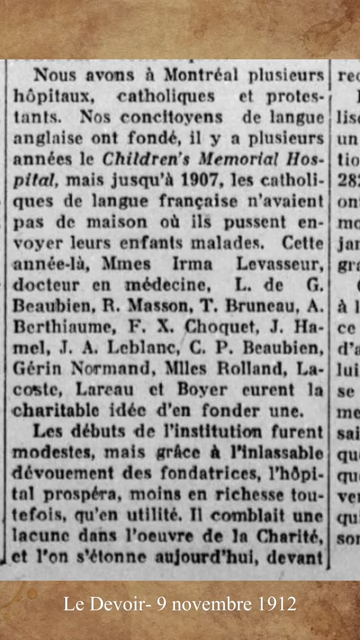 Nous avons à Montréal plusieurs
hôpitaux, catholiques et protes-
tants. Nos concitoyens de langue
anglaise ont fondé, il y a plusieurs
années le Children's Memorial Hos-
pital, mais jusqu'à 1907, les catholi-
ques de langue française n'avaient
pas de maison où ils pussent en-
voyer leurs enfants malades. Cette
année-là, Mmes Irma Levasseur,
docteur en médecine, L. de G.
Beaubien, R. Masson, T. Bruneau, A.
Berthiaume, F. X. Choquet, J. Ha-
mel, J. A. Leblanc, C. P. Beaubien,
Gérin Normand, Mlles Rolland, La-
coste, Lareau et Boyer eurent la
charitable idée d'en fonder une.
Les débuts de l'institution furent
modestes, mais grâce à l'inlassable
dévouement des fondatrices, l'hôpi-
tal prospéra, moins en richesse tou-
tefois, qu'en utilité. Il comblait une
lacune dans l'oeuvre de la Charité,
et l'on s'étonne aujourd'hui, devant
Le Devoir- 9 novembre 1912